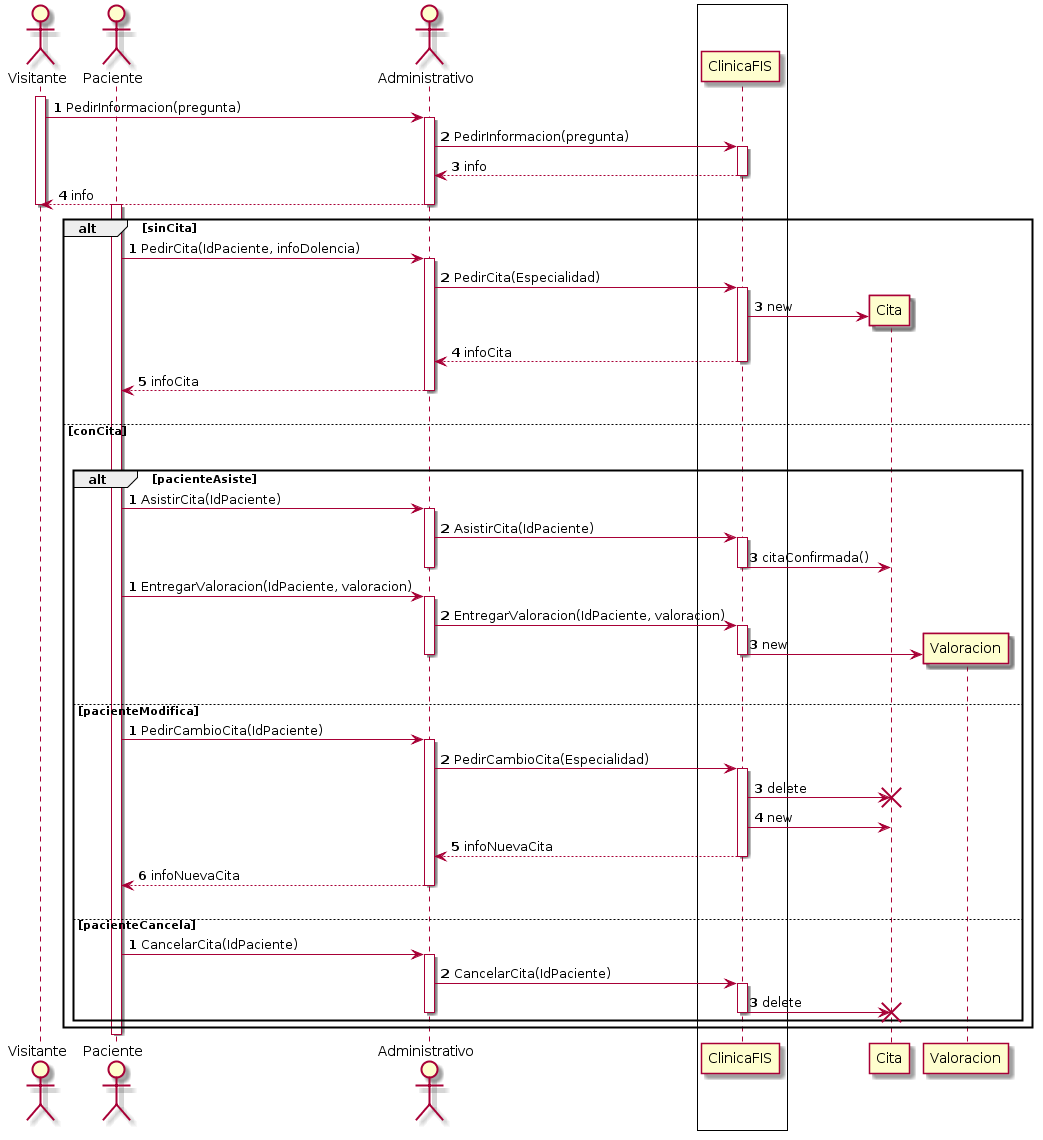 Visitante Paciente Administrativo ClinicaFIS
1 PedirInformacion(pregunta)
2 PedirInformacion(pregunta)
3 info
4 info
alt [sinCita]
1 PedirCita(IdPaciente, infoDolencia)
2 PedirCita(Especialidad)
3 new
Cita
4 infoCita
5 infoCita
[conCita]
alt [pacienteAsiste]
1 AsistirCita(IdPaciente)
2 AsistirCita(IdPaciente)
3 citaConfirmada()
1 EntregarValoracion(IdPaciente, valoracion)
2 EntregarValoracion(IdPaciente, valoracion)
3 new
Valoracion
[pacienteModifica]
1 PedirCambioCita(IdPaciente)
2 PedirCambioCita(Especialidad)
3 delete
4 new
5 infoNuevaCita
6 infoNuevaCita
[pacienteCancela]
1 CancelarCita(IdPaciente)
2 CancelarCita(IdPaciente)
3 delete
Visitante Paciente Administrativo ClinicaFIS Cita Valoracion